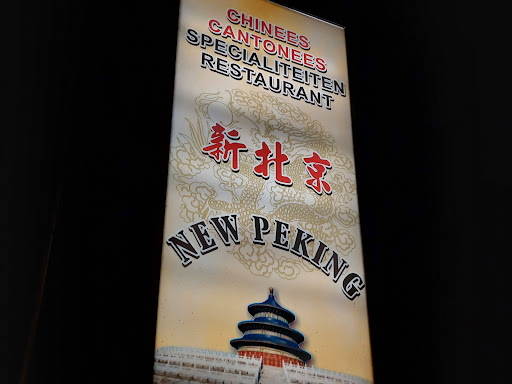 CHINEES
CANTONEES
SPECIALITEITEN
RESTAURANT
新北京
NEW PEKING